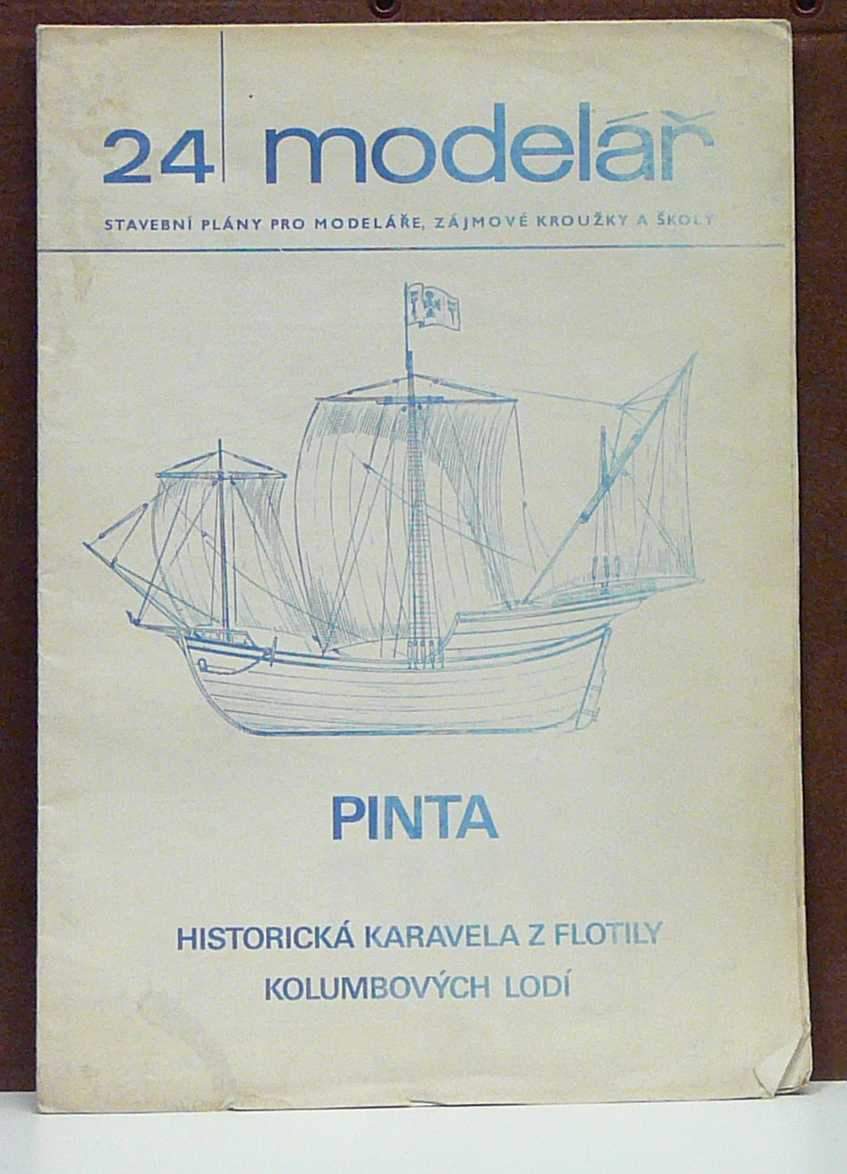 24 modelář
STAVEBNÍ PLÁNY PRO MODELÁŘE, ZÁJMOVÉ KROUŽKY A ŠKOLY
PINTA
HISTORICKÁ KARAVELA Z FLOTILY
KOLUMBOVÝCH LODÍ